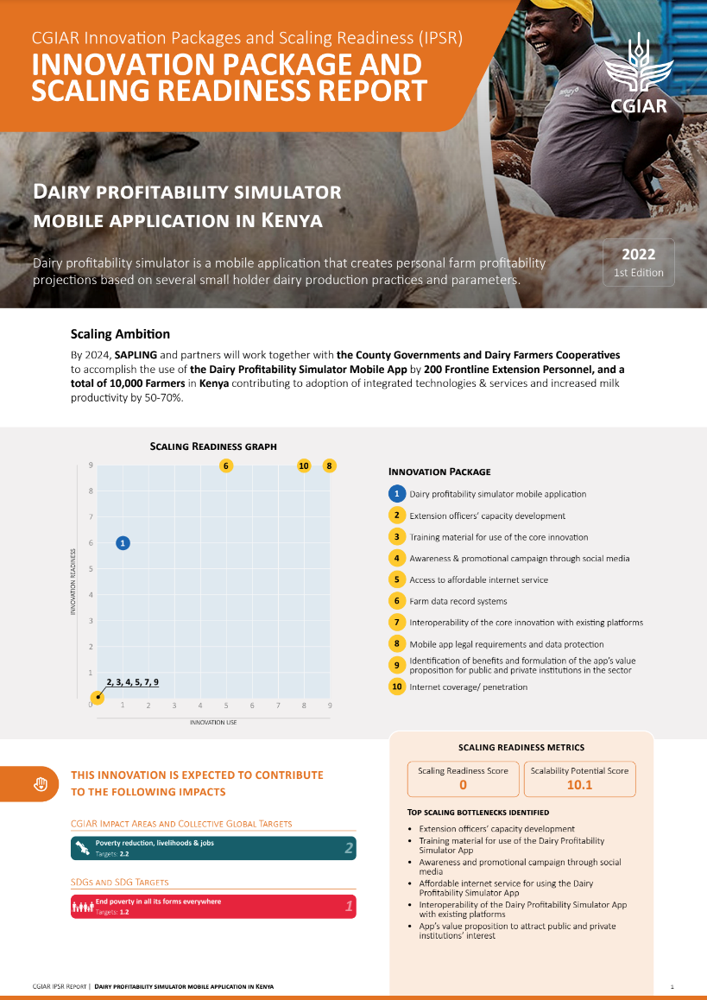 CGIAR Innovation Packages and Scaling Readiness (IPSR)
INNOVATION PACKAGE AND
SCALING READINESS REPORT
CGIAR
Dairy profitability simulator
mobile application in Kenya
Dairy profitability simulator is a mobile application that creates personal farm profitability
projections based on several small holder dairy production practices and parameters.
2022
1st Edition
Scaling Ambition
By 2024, SAPLING and partners will work together with the County Governments and Dairy Farmers Cooperatives
to accomplish the use of the Dairy Profitability Simulator Mobile App by 200 Frontline Extension Personnel, and a
total of 10,000 Farmers in Kenya contributing to adoption of integrated technologies & services and increased milk
productivity by 50-70%.
Scaling Readiness graph
9
8
7
6
5
4
3
2
1
0
INNOVATION READINESS
6
10
8
1
2, 3, 4, 5, 7, 9
1 2 3 4 5 6 7 8 9
INNOVATION USE
Innovation Package
1 Dairy profitability simulator mobile application
2 Extension officers' capacity development
3 Training material for use of the core innovation
4 Awareness & promotional campaign through social media
5 Access to affordable internet service
6 Farm data record systems
7 Interoperability of the core innovation with existing platforms
8 Mobile app legal requirements and data protection
9 Identification of benefits and formulation of the app's value
proposition for public and private institutions in the sector
10 Internet coverage/ penetration
THIS INNOVATION IS EXPECTED TO CONTRIBUTE
TO THE FOLLOWING IMPACTS
CGIAR Impact Areas and Collective Global Targets
Poverty reduction, livelihoods & jobs
Targets: 2.2
2
SDGs and SDG Targets
End poverty in all its forms everywhere
Targets: 1.2
1
SCALING READINESS METRICS
Scaling Readiness Score
0
Scalability Potential Score
10.1
Top scaling bottlenecks identified
• Extension officers' capacity development
• Training material for use of the Dairy Profitability
Simulator App
• Awareness and promotional campaign through social
media
• Affordable internet service for using the Dairy
Profitability Simulator App
• Interoperability of the Dairy Profitability Simulator App
with existing platforms
• App's value proposition to attract public and private
institutions' interest
CGIAR IPSR Report | Dairy profitability simulator mobile application in Kenya
1